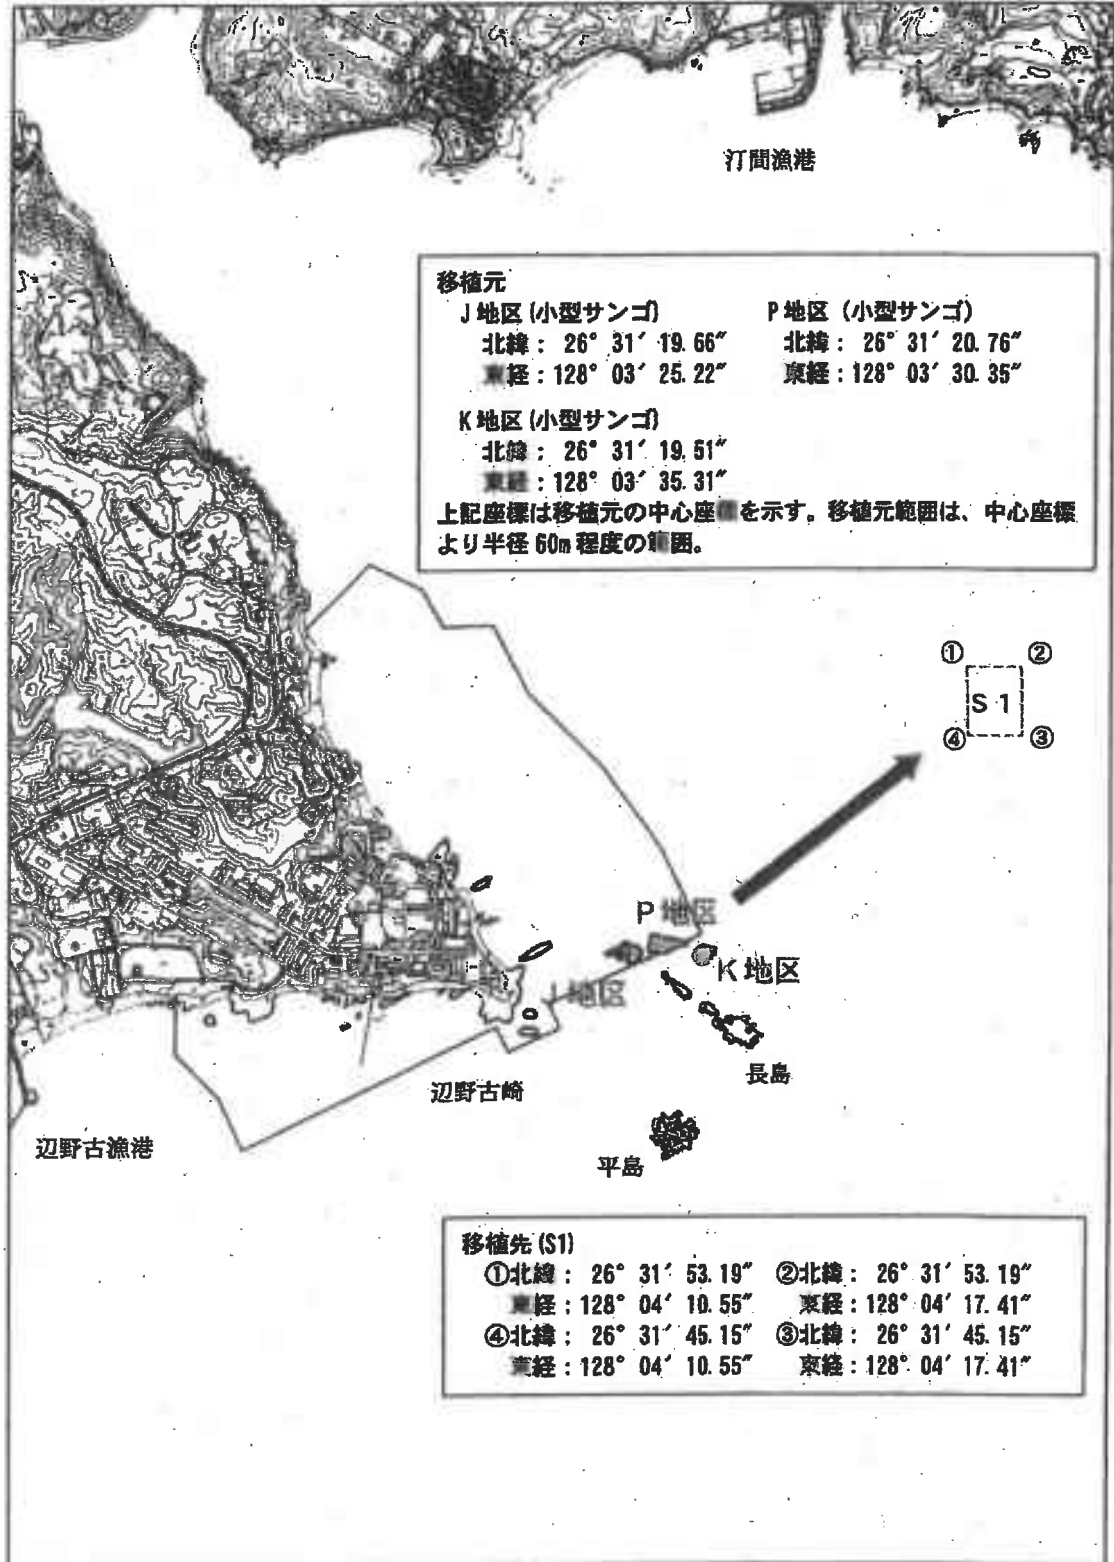 汀間漁港
移植元
J地区(小型サンゴ) P地区(小型サンゴ)
北緯: 26° 31′ 19.66″ 北緯: 26° 31′ 20.76″
東経:128° 03′ 25.22″ 東経:128° 03′ 30.35″
K地区(小型サンゴ)
北緯: 26° 31′ 19.51″
東経:128° 03′ 35.31″
上記座標は移植元の中心座標を示す。移植元範囲は、中心座標
より半径60m程度の範囲。
① ②
S1
④ ③
P地区
K地区
J地区
長島
辺野古崎
辺野古漁港
平島
移植先(S1)
①北緯: 26° 31′ 53.19″ ②北緯: 26° 31′ 53.19″
東経:128° 04′ 10.55″ 東経:128° 04′ 17.41″
④北緯: 26° 31′ 45.15″ ③北緯: 26° 31′ 45.15″
東経:128° 04′ 10.55″ 東経:128° 04′ 17.41″